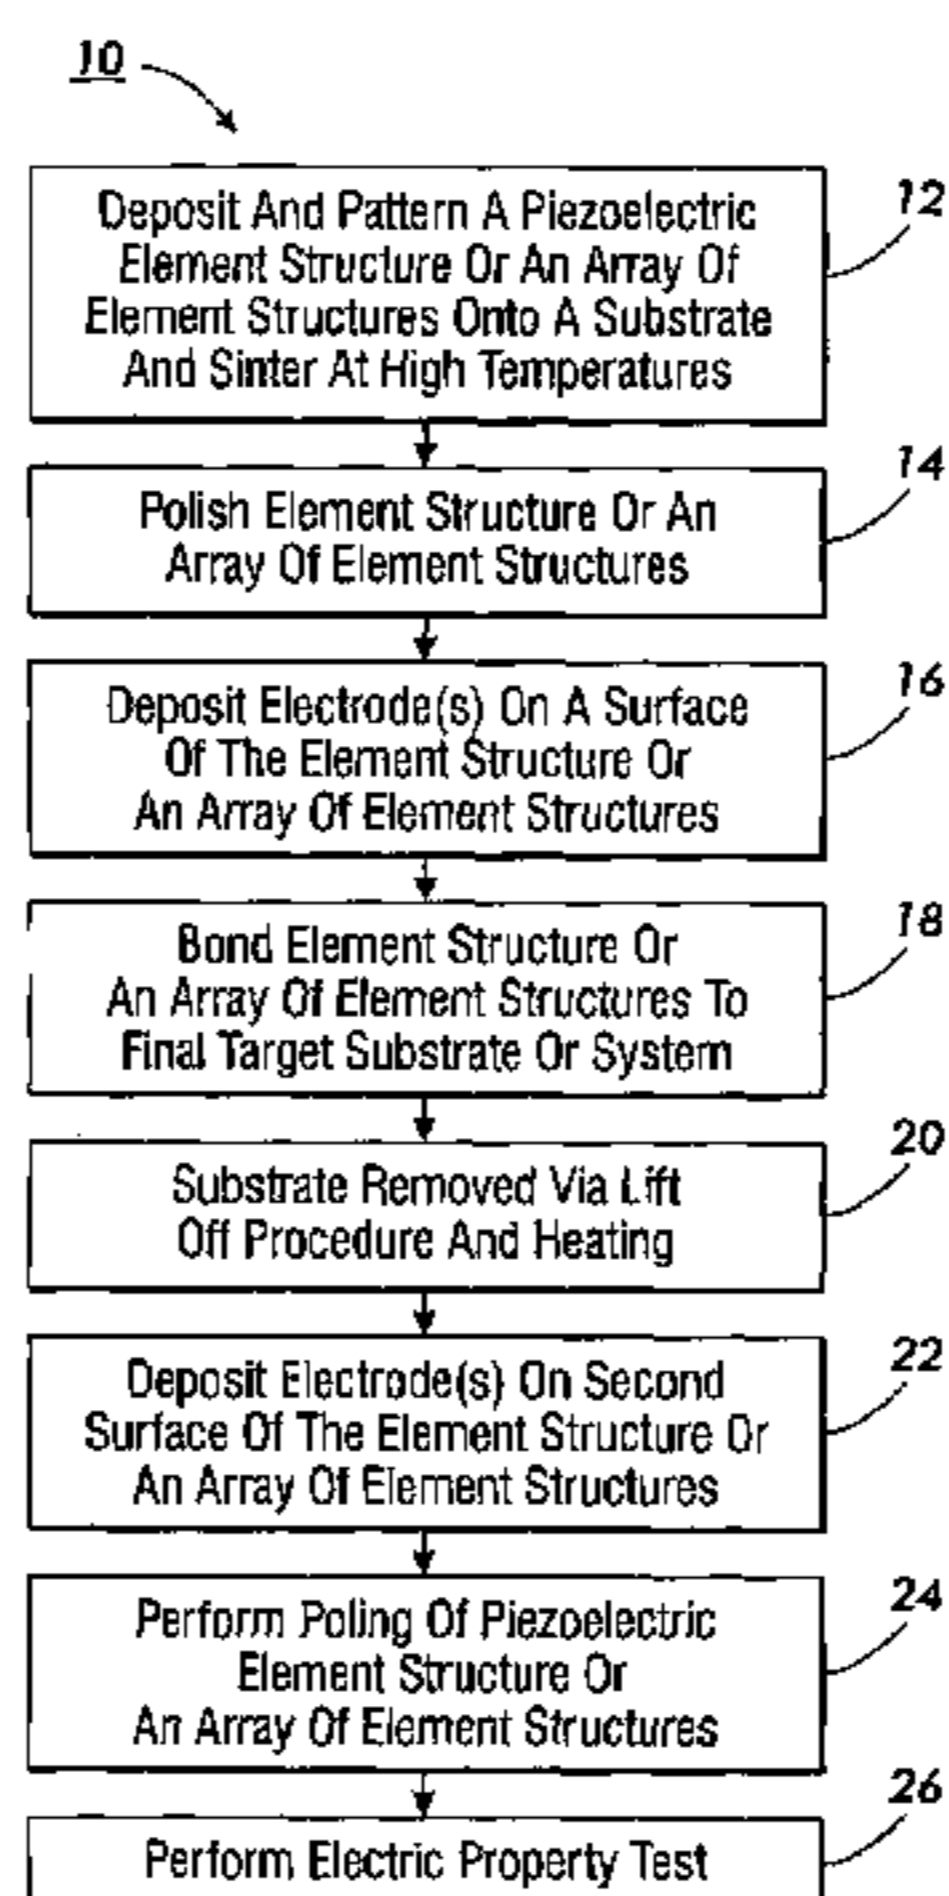 10
12
Deposit And Pattern A Piezoelectric
Element Structure Or An Array Of
Element Structures Onto A Substrate
And Sinter At High Temperatures
14
Polish Element Structure Or An
Array Of Element Structures
16
Deposit Electrode(s) On A Surface
Of The Element Structure Or
An Array Of Element Structures
18
Bond Element Structure Or
An Array Of Element Structures To
Final Target Substrate Or System
20
Substrate Removed Via Lift
Off Procedure And Heating
22
Deposit Electrode(s) On Second
Surface Of The Element Structure Or
An Array Of Element Structures
24
Perform Poling Of Piezoelectric
Element Structure Or
An Array Of Element Structures
26
Perform Electric Property Test